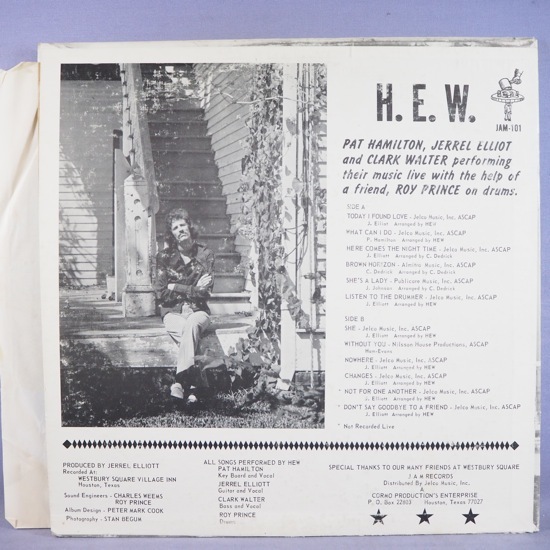 H. E. W.
JAM-101
PAT HAMILTON, JERREL ELLIOT
and CLARK WALTER performing
their music live with the help of
a friend, ROY PRINCE on drums.
SIDE A
TODAY I FOUND LOVE - Jelco Music, Inc. ASCAP
J. Elliot Arranged by HEW
WHAT CAN I DO - Jelco Music, Inc. ASCAP
P. Hamilton Arranged by HEW
HERE COMES THE NIGHT TIME - Jelco Music, Inc. ASCAP
J. Elliott Arranged by C. Dedrick
BROWN HORIZON - Almitra Music, Inc. ASCAP
C. Dedrick Arranged by C. Dedrick
SHE'S A LADY - Publicare Music, Inc. ASCAP
J. Johnson Arranged by C. Dedrick
LISTEN TO THE DRUMMER - Jelco Music, Inc. ASCAP
J. Elliott Arranged by HEW
SIDE B
SHE - Jelco Music, Inc. ASCAP
J. Elliott Arranged by HEW
WITHOUT YOU - Nilsson House Productions, ASCAP
Ham-Evans
NOWHERE - Jelco Music, Inc. ASCAP
J. Elliott Arranged by HEW
CHANGES - Jelco Music, Inc. ASCAP
J. Elliott Arranged by HEW
* NOT FOR ONE ANOTHER - Jelco Music, Inc. ASCAP
J. Elliott Arranged by HEW
* DON'T SAY GOODBYE TO A FRIEND - Jelco Music, Inc. ASCAP
J. Elliott Arranged by HEW
* Not Recorded Live
PRODUCED BY JERREL ELLIOTT
Recorded At:
WESTBURY SQUARE VILLAGE INN
Houston, Texas
Sound Engineers - CHARLES WEEMS
ROY PRINCE
Album Design - PETER MARK COOK
Photography - STAN BEGUM
ALL SONGS PERFORMED BY HEW
PAT HAMILTON
Key Board and Vocal
JERREL ELLIOTT
Guitar and Vocal
CLARK WALTER
Bass and Vocal
ROY PRINCE
Drums
SPECIAL THANKS TO OUR MANY FRIENDS AT WESTBURY SQUARE
J A M RECORDS
Distributed By Jelco Music, Inc.
A
CORMO PRODUCTION'S ENTERPRISE
P. O. BOX 22803 HOUSTON, TEXAS 77027